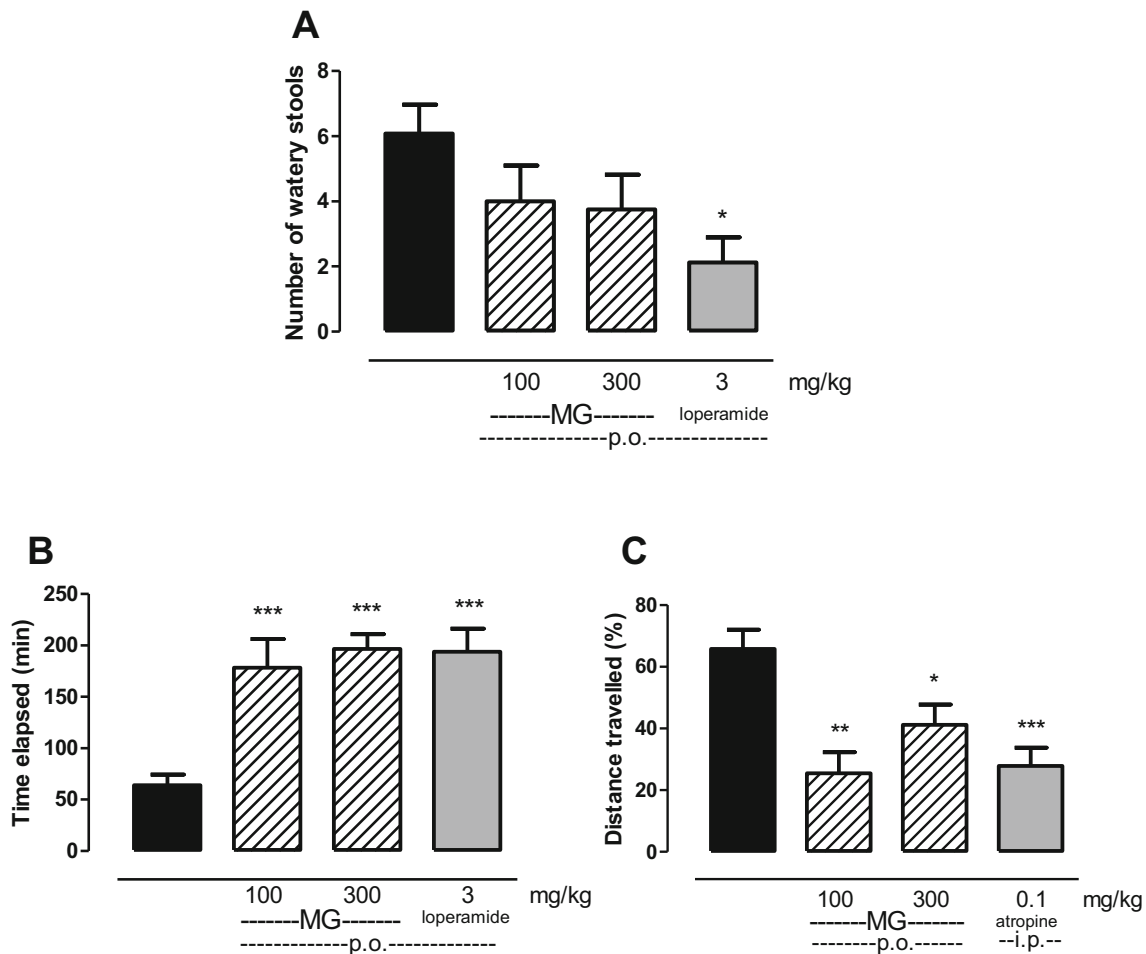 A
Number of watery stools
8
6
4
2
0
*
100 300 3 mg/kg
-------MG------- loperamide
---------------p.o.--------------
B
Time elapsed (min)
250
200
150
100
50
0
*** *** ***
100 300 3 mg/kg
-------MG------- loperamide
---------------p.o.---------------
C
Distance travelled (%)
80
60
40
20
0
** * ***
100 300 0.1 mg/kg
-------MG------- atropine
--------p.o.-------- --i.p.--